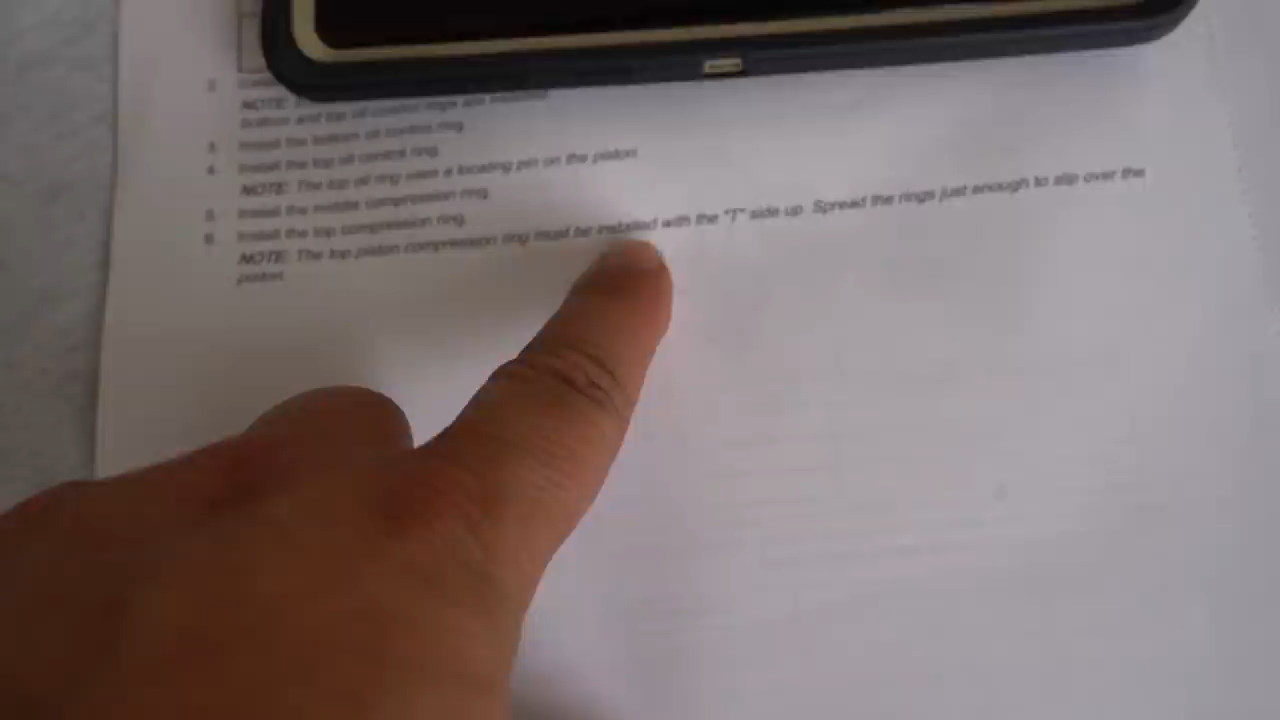 2.
NOTE:
bottom and top oil control rings are
3. Install the bottom oil control ring.
4. Install the top oil control ring.
NOTE: The top oil ring uses a locating pin on the piston.
5. Install the middle compression ring.
6. Install the top compression ring.
NOTE: The top piston compression ring must be installed with the "T" side up. Spread the rings just enough to slip over the
piston.